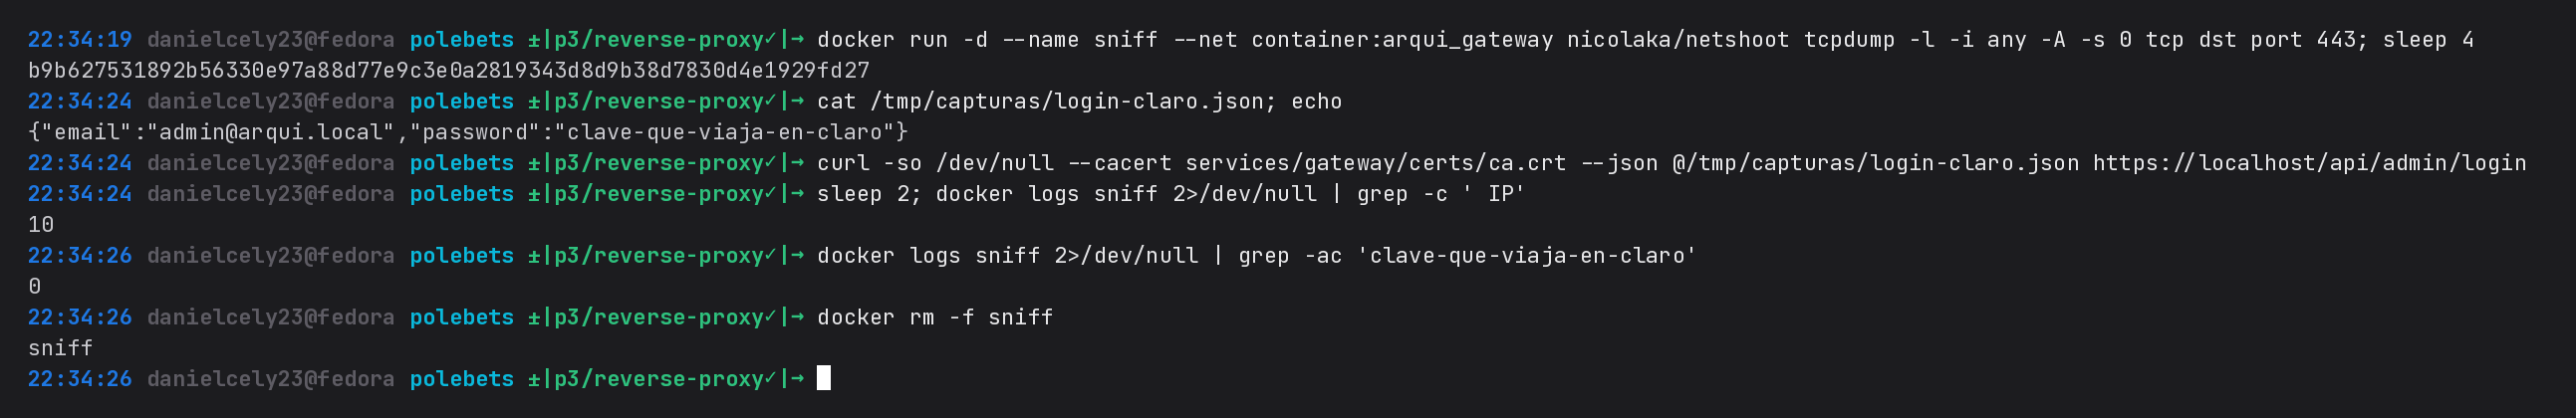 22:34:19 danielcely23@fedora polebets ±|p3/reverse-proxy✓|→ docker run -d --name sniff --net container:arqui_gateway nicolaka/netshoot tcpdump -l -i any -A -s 0 tcp dst port 443; sleep 4
b9b627531892b56330e97a88d77e9c3e0a2819343d8d9b38d7830d4e1929fd27
22:34:24 danielcely23@fedora polebets ±|p3/reverse-proxy✓|→ cat /tmp/capturas/login-claro.json; echo
{"email":"admin@arqui.local","password":"clave-que-viaja-en-claro"}
22:34:24 danielcely23@fedora polebets ±|p3/reverse-proxy✓|→ curl -so /dev/null --cacert services/gateway/certs/ca.crt --json @/tmp/capturas/login-claro.json https://localhost/api/admin/login
22:34:24 danielcely23@fedora polebets ±|p3/reverse-proxy✓|→ sleep 2; docker logs sniff 2>/dev/null | grep -c ' IP'
10
22:34:26 danielcely23@fedora polebets ±|p3/reverse-proxy✓|→ docker logs sniff 2>/dev/null | grep -ac 'clave-que-viaja-en-claro'
0
22:34:26 danielcely23@fedora polebets ±|p3/reverse-proxy✓|→ docker rm -f sniff
sniff
22:34:26 danielcely23@fedora polebets ±|p3/reverse-proxy✓|→